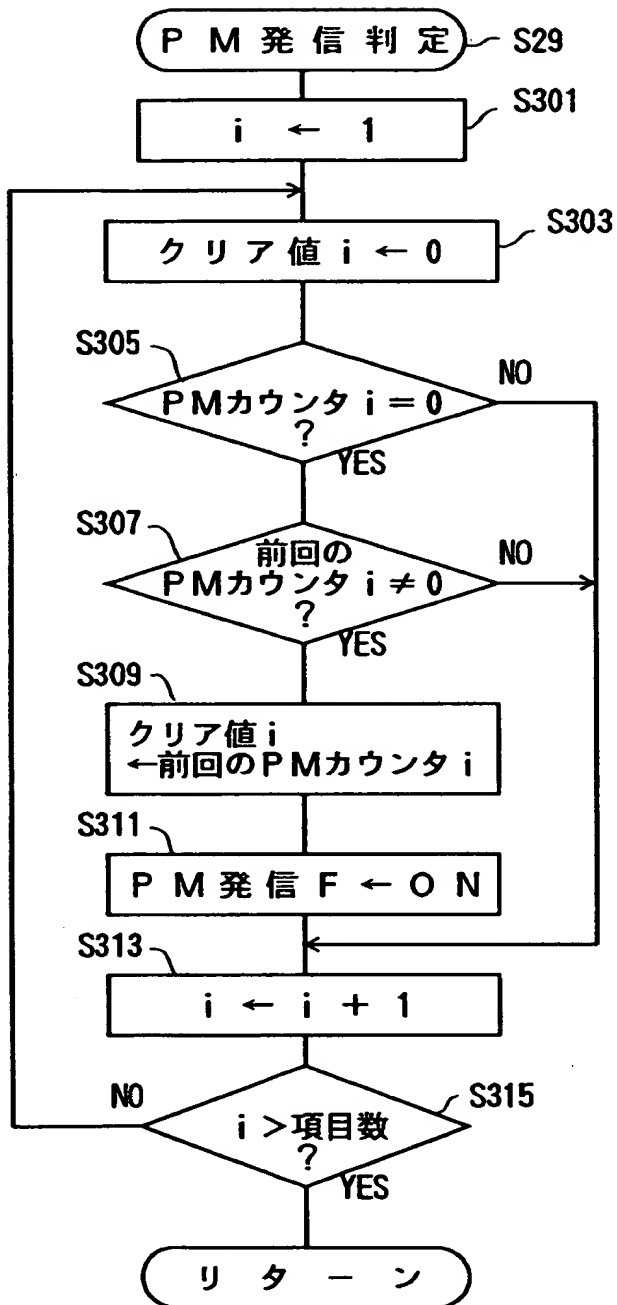 PM発信判定
S29
S301
i ← 1
S303
クリア値 i ← 0
S305
PMカウンタ i = 0
?
NO
YES
S307
前回の
PMカウンタ i ≠ 0
?
NO
YES
S309
クリア値 i
←前回のPMカウンタ i
S311
PM発信F ← ON
S313
i ← i + 1
NO
S315
i > 項目数
?
YES
リターン